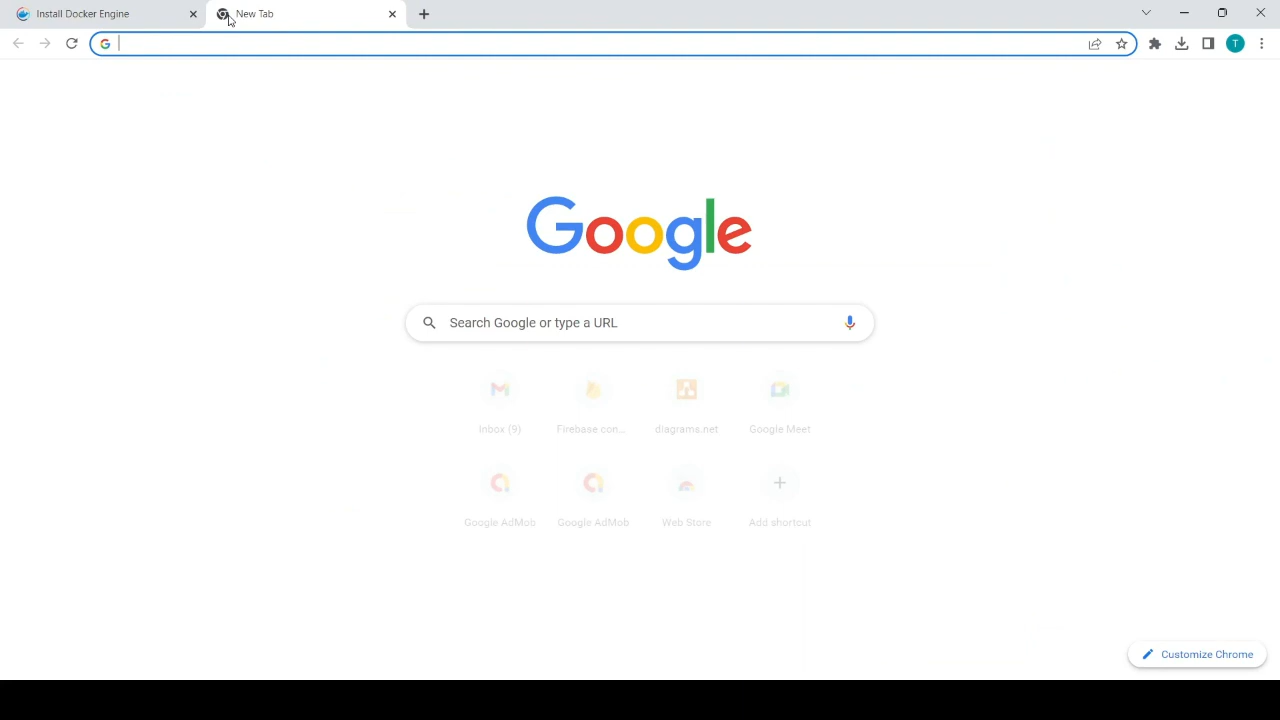 Install Docker Engine
New Tab
T
Google
Search Google or type a URL
Inbox (9)
Firebase con...
diagrams.net
Google Meet
Google AdMob
Google AdMob
Web Store
Add shortcut
Customize Chrome